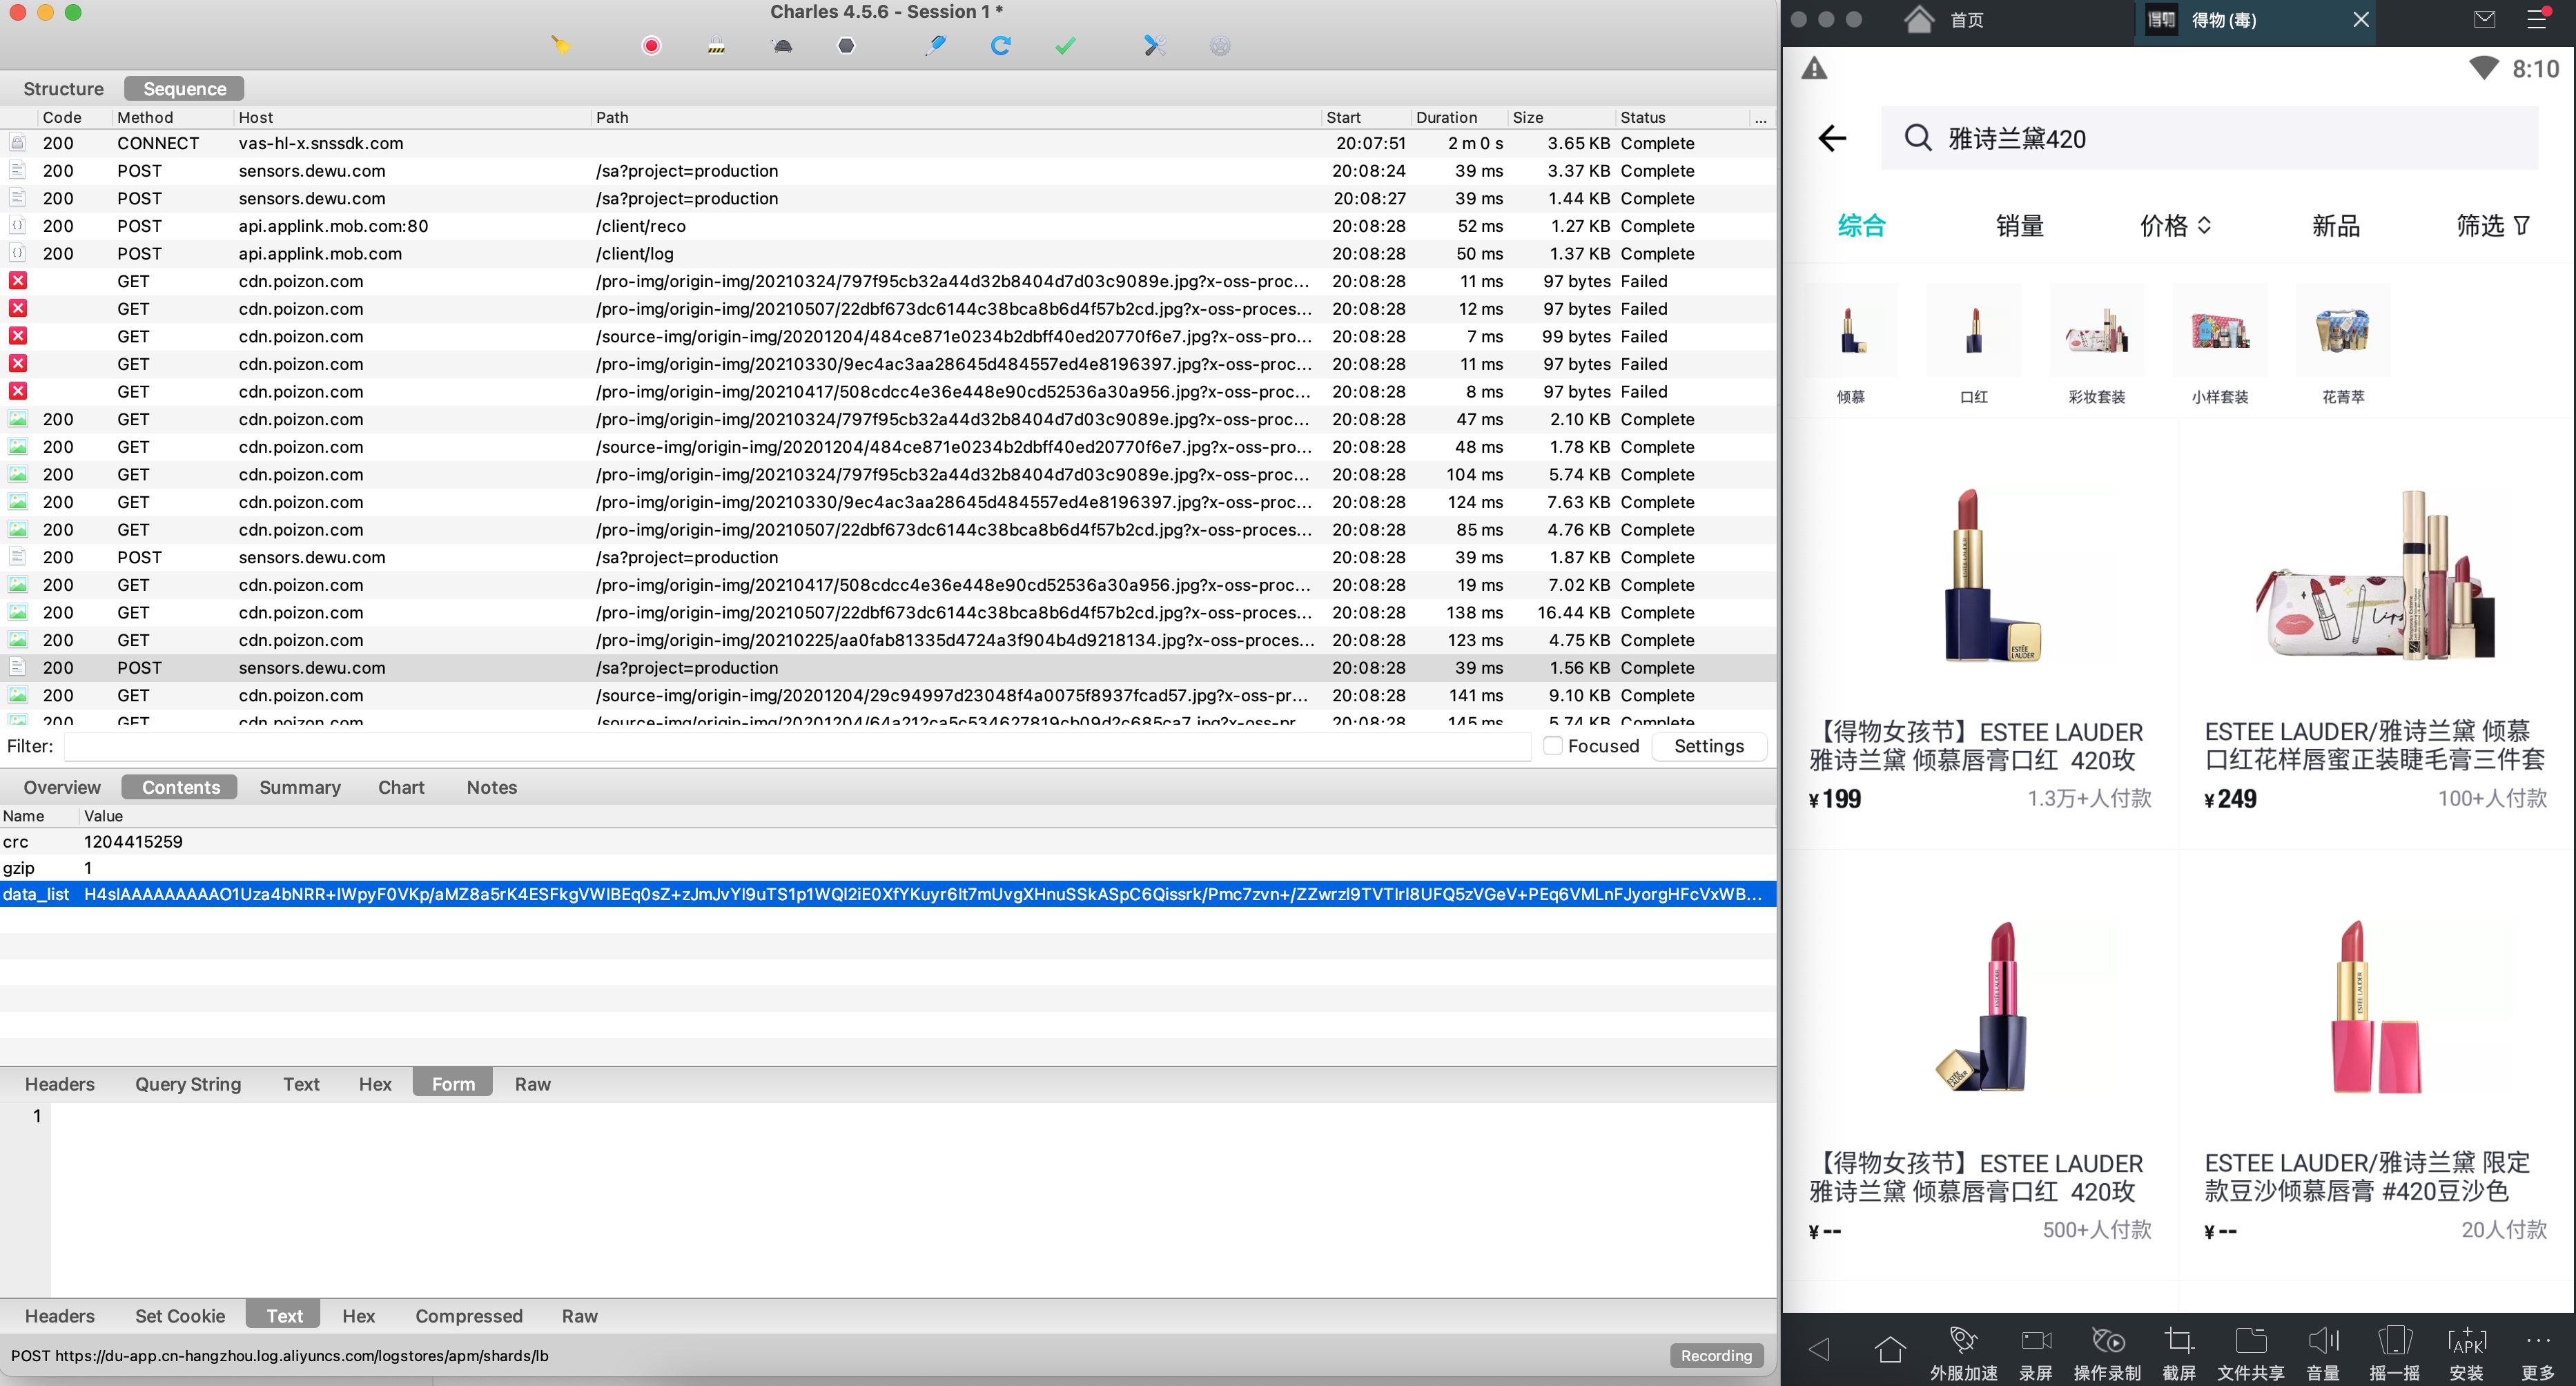 Charles 4.5.6 - Session 1 *
Structure Sequence
Code Method Host Path Start Duration Size Status ...
200 CONNECT vas-hl-x.snssdk.com 20:07:51 2 m 0 s 3.65 KB Complete
200 POST sensors.dewu.com /sa?project=production 20:08:24 39 ms 3.37 KB Complete
200 POST sensors.dewu.com /sa?project=production 20:08:27 39 ms 1.44 KB Complete
200 POST api.applink.mob.com:80 /client/reco 20:08:28 52 ms 1.27 KB Complete
200 POST api.applink.mob.com /client/log 20:08:28 50 ms 1.37 KB Complete
GET cdn.poizon.com /pro-img/origin-img/20210324/797f95cb32a44d32b8404d7d03c9089e.jpg?x-oss-proc... 20:08:28 11 ms 97 bytes Failed
GET cdn.poizon.com /pro-img/origin-img/20210507/22dbf673dc6144c38bca8b6d4f57b2cd.jpg?x-oss-proces... 20:08:28 12 ms 97 bytes Failed
GET cdn.poizon.com /source-img/origin-img/20201204/484ce871e0234b2dbff40ed20770f6e7.jpg?x-oss-pro... 20:08:28 7 ms 99 bytes Failed
GET cdn.poizon.com /pro-img/origin-img/20210330/9ec4ac3aa28645d484557ed4e8196397.jpg?x-oss-proc... 20:08:28 11 ms 97 bytes Failed
GET cdn.poizon.com /pro-img/origin-img/20210417/508cdcc4e36e448e90cd52536a30a956.jpg?x-oss-proc... 20:08:28 8 ms 97 bytes Failed
200 GET cdn.poizon.com /pro-img/origin-img/20210324/797f95cb32a44d32b8404d7d03c9089e.jpg?x-oss-proc... 20:08:28 47 ms 2.10 KB Complete
200 GET cdn.poizon.com /source-img/origin-img/20201204/484ce871e0234b2dbff40ed20770f6e7.jpg?x-oss-pro... 20:08:28 48 ms 1.78 KB Complete
200 GET cdn.poizon.com /pro-img/origin-img/20210324/797f95cb32a44d32b8404d7d03c9089e.jpg?x-oss-proc... 20:08:28 104 ms 5.74 KB Complete
200 GET cdn.poizon.com /pro-img/origin-img/20210330/9ec4ac3aa28645d484557ed4e8196397.jpg?x-oss-proc... 20:08:28 124 ms 7.63 KB Complete
200 GET cdn.poizon.com /pro-img/origin-img/20210507/22dbf673dc6144c38bca8b6d4f57b2cd.jpg?x-oss-proces... 20:08:28 85 ms 4.76 KB Complete
200 POST sensors.dewu.com /sa?project=production 20:08:28 39 ms 1.87 KB Complete
200 GET cdn.poizon.com /pro-img/origin-img/20210417/508cdcc4e36e448e90cd52536a30a956.jpg?x-oss-proc... 20:08:28 19 ms 7.02 KB Complete
200 GET cdn.poizon.com /pro-img/origin-img/20210507/22dbf673dc6144c38bca8b6d4f57b2cd.jpg?x-oss-proces... 20:08:28 138 ms 16.44 KB Complete
200 GET cdn.poizon.com /pro-img/origin-img/20210225/aa0fab81335d4724a3f904b4d9218134.jpg?x-oss-proces... 20:08:28 123 ms 4.75 KB Complete
200 POST sensors.dewu.com /sa?project=production 20:08:28 39 ms 1.56 KB Complete
200 GET cdn.poizon.com /source-img/origin-img/20201204/29c94997d23048f4a0075f8937fcad57.jpg?x-oss-pr... 20:08:28 141 ms 9.10 KB Complete
200 GET cdn.poizon.com /source-img/origin-img/20201204/64a212ca5c534627819cb09d2c685ca7.jpg?x-oss-pr... 20:08:28 145 ms 5.74 KB Complete
Filter: Focused Settings
Overview Contents Summary Chart Notes
Name Value
crc 1204415259
gzip 1
data_list H4sIAAAAAAAAAO1Uza4bNRR+IWpyF0VKp/aMZ8a5rK4ESFkgVWIBEq0sZ+zJmJvYI9uTS1p1WQI2iE0XfYKuyr6It7mUvgXHnuSSkASpC6Qissrk/Pmc7zvn+/ZZwrzI9TVTIrI8UFQ5zVGeV+PEq6VMLnFJyorgHFcVxWB...
Headers Query String Text Hex Form Raw
1
Headers Set Cookie Text Hex Compressed Raw
POST https://du-app.cn-hangzhou.log.aliyuncs.com/logstores/apm/shards/lb Recording
首页 得物 得物 (毒)
8:10
雅诗兰黛420
综合 销量 价格 新品 筛选
倾慕 口红 彩妆套装 小样套装 花菁萃
ESTEE LAUDER
【得物女孩节】ESTEE LAUDER
雅诗兰黛 倾慕唇膏口红 420玫
¥199 1.3万+人付款
Lips
ESTEE LAUDER/雅诗兰黛 倾慕
口红花样唇蜜正装睫毛膏三件套
¥249 100+人付款
ESTEE LAUDER
【得物女孩节】ESTEE LAUDER
雅诗兰黛 倾慕唇膏口红 420玫
¥-- 500+人付款
ESTEE LAUDER
ESTEE LAUDER/雅诗兰黛 限定
款豆沙倾慕唇膏 #420豆沙色
¥-- 20人付款
APK
外服加速 录屏 操作录制 截屏 文件共享 音量 摇一摇 安装 更多